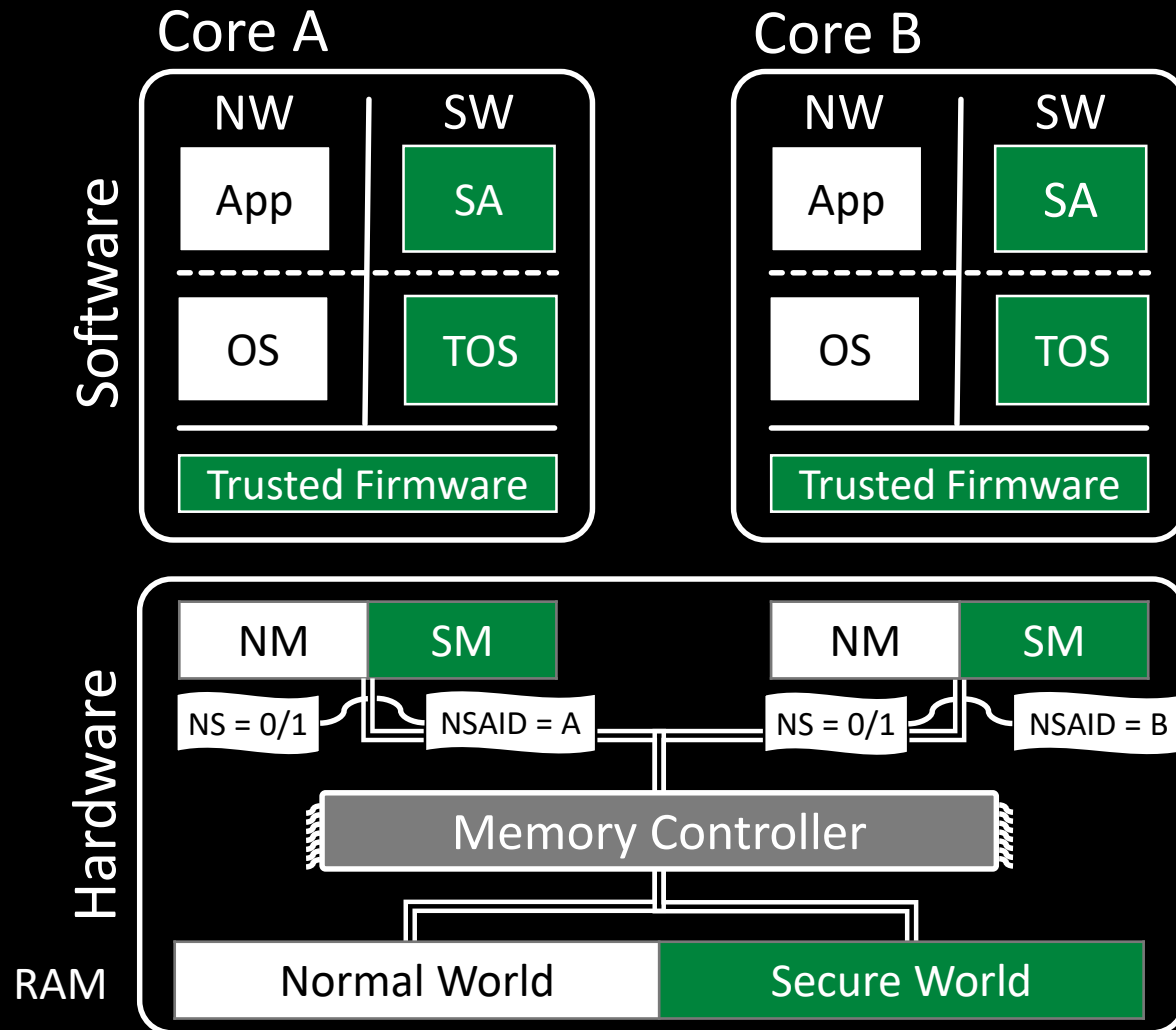 Core A
Core B
NW SW
NW SW
App SA
App SA
Software
OS TOS
OS TOS
Trusted Firmware
Trusted Firmware
NM SM
NM SM
NS = 0/1 NSAID = A
NS = 0/1 NSAID = B
Hardware
Memory Controller
RAM
Normal World Secure World